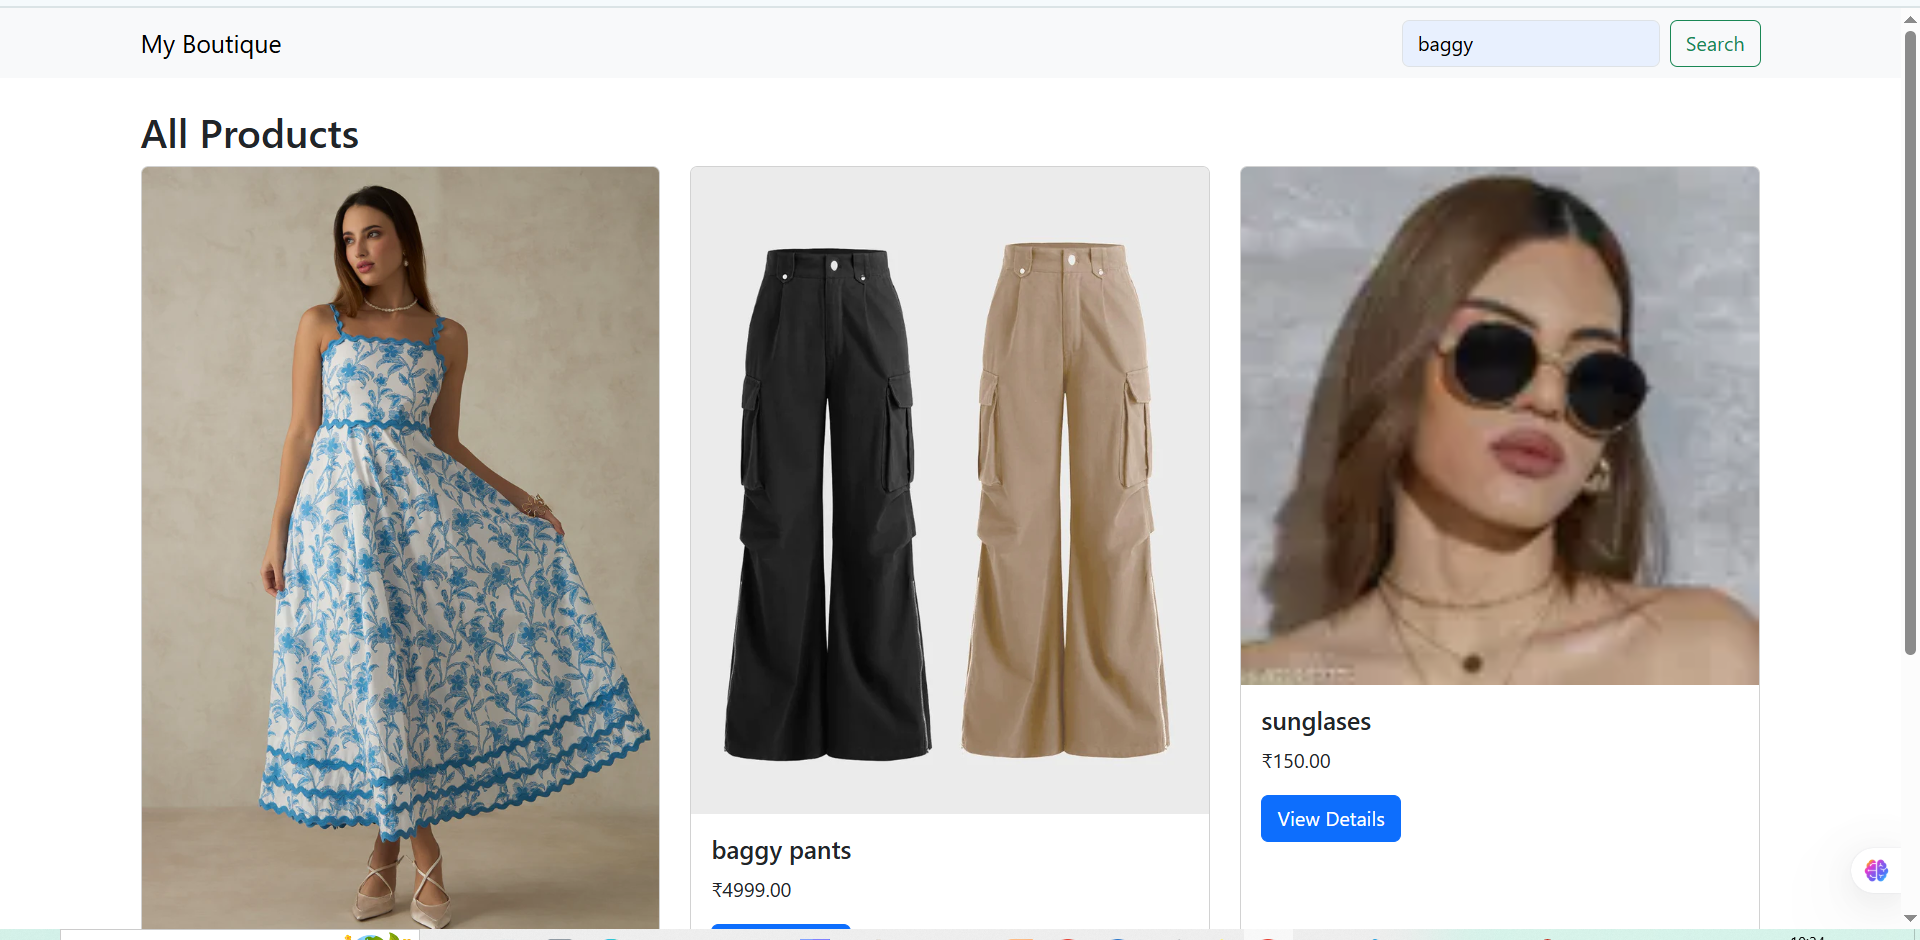 My Boutique
baggy
Search
All Products
baggy pants
₹4999.00
sunglases
₹150.00
View Details